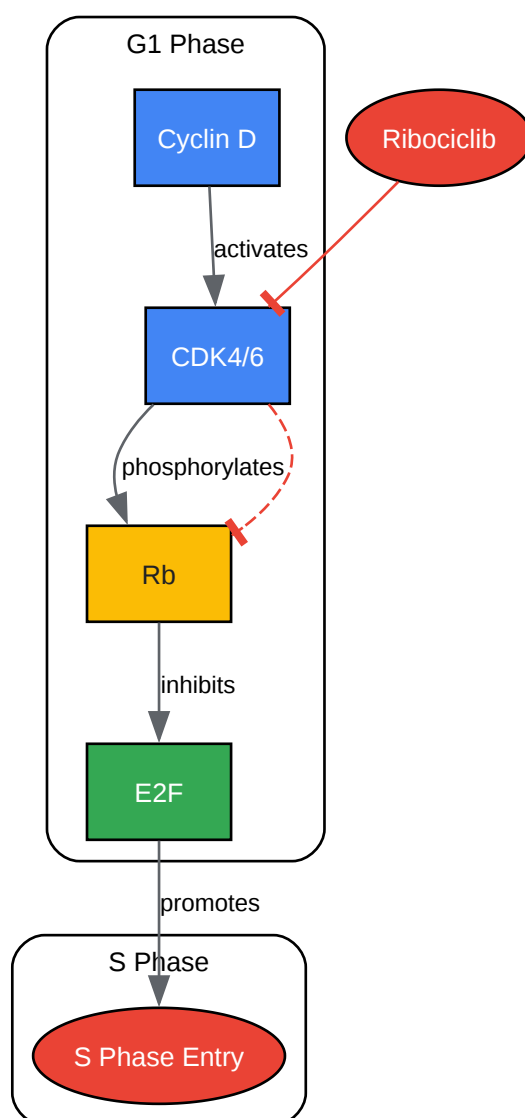 G1 Phase
Cyclin D
Ribociclib
activates
CDK4/6
phosphorylates
Rb
inhibits
E2F
promotes
S Phase
S Phase Entry